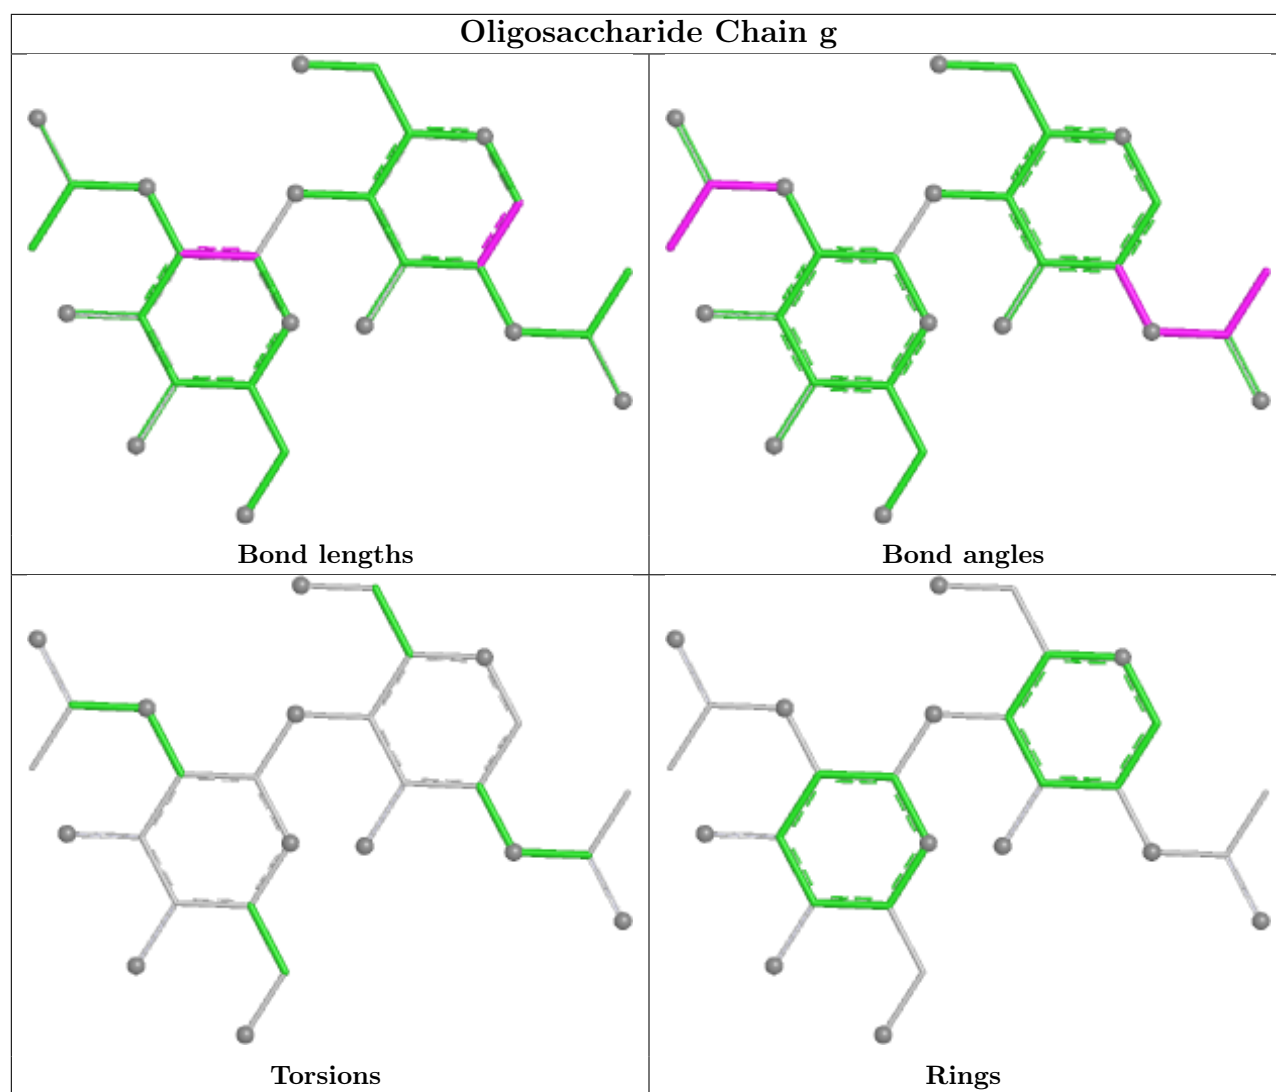 Oligosaccharide Chain g
Bond lengths
Bond angles
Torsions
Rings